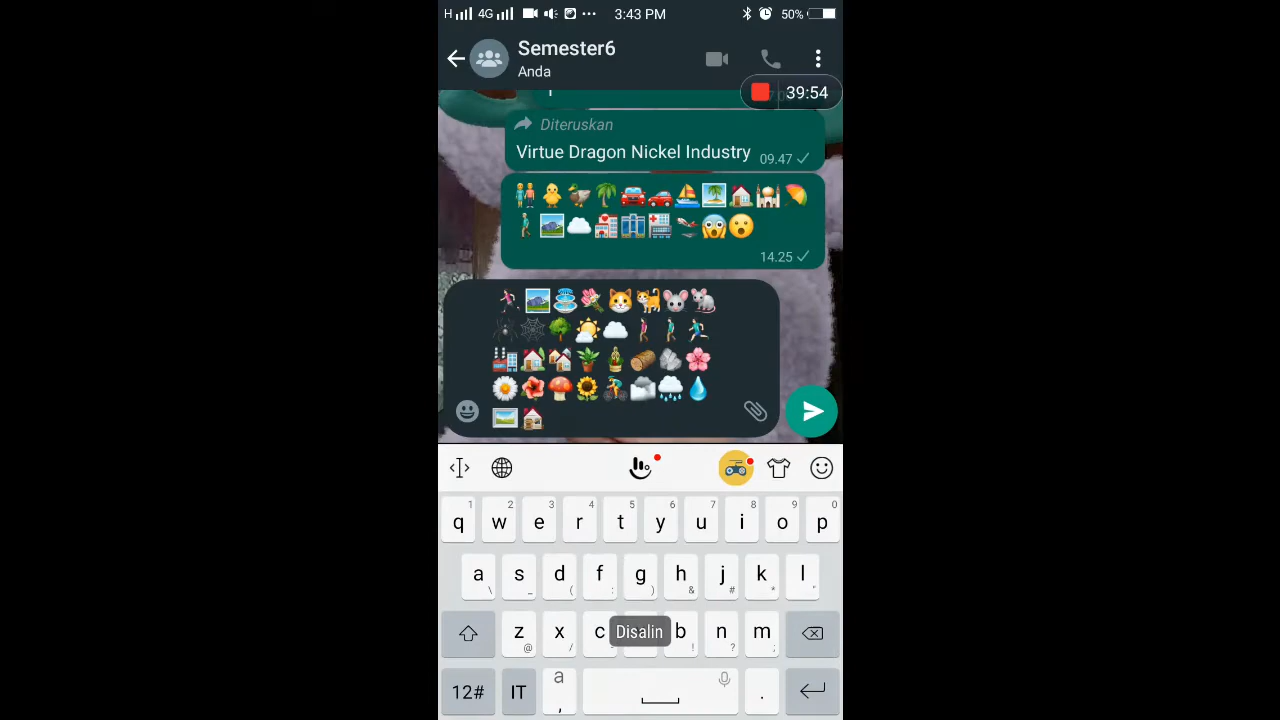 H 4G 3:43 PM 50%
Semester6
Anda
39:54
Diteruskan
Virtue Dragon Nickel Industry 09.47
14.25
1 2 3 4 5 6 7 8 9 0
q w e r t y u i o p
a s d f g h j k l
\ _ ( : ) & # * "
z x c Disalin b n m
@ / - ! ? ;
12# IT a , .